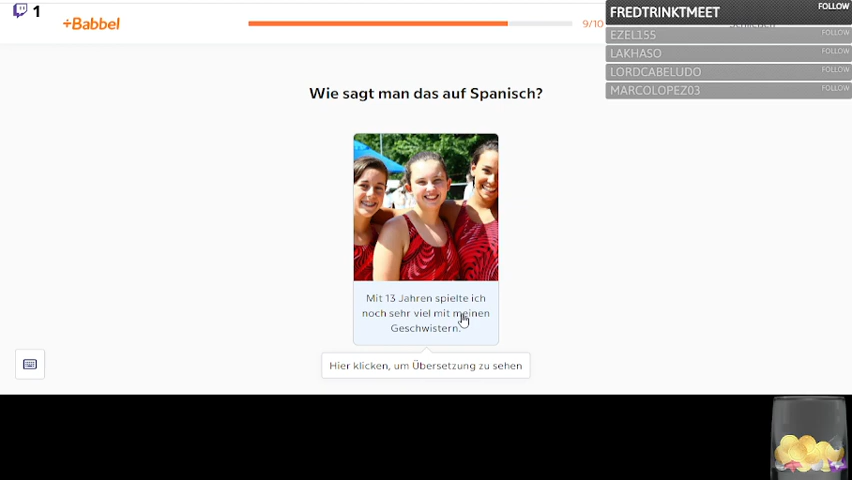 1
+Babbel
9/10
FREDTRINKTMEET FOLLOW
EZEL155 FOLLOW
LAKHASO FOLLOW
LORDCABELUDO FOLLOW
MARCOLOPEZ03 FOLLOW
Wie sagt man das auf Spanisch?
Mit 13 Jahren spielte ich
noch sehr viel mit meinen
Geschwistern.
Hier klicken, um Übersetzung zu sehen